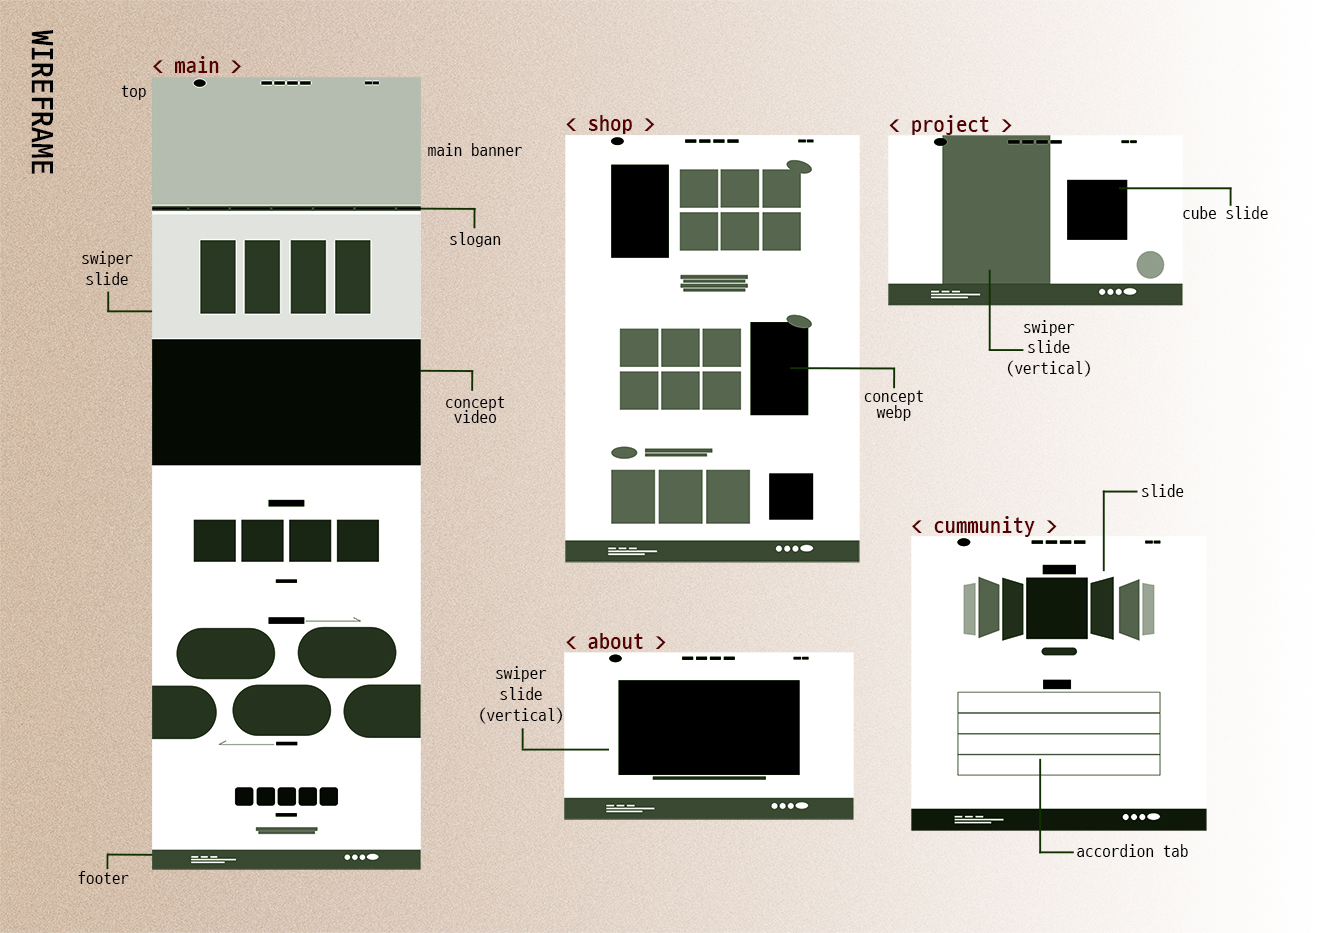 WIREFRAME
< main >
top
main banner
slogan
swiper
slide
concept
video
footer
< shop >
concept
webp
< project >
cube slide
swiper
slide
(vertical)
< about >
swiper
slide
(vertical)
< cummunity >
slide
accordion tab